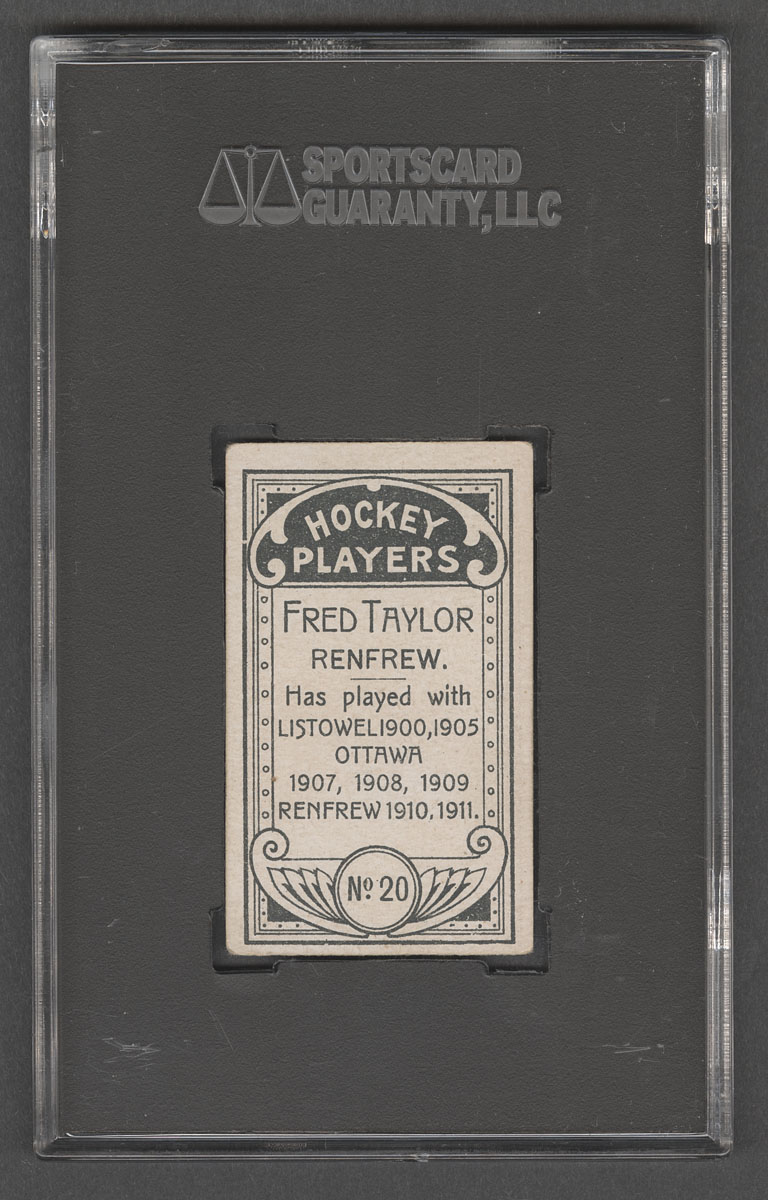 SPORTSCARD
GUARANTY, LLC
HOCKEY
PLAYERS
FRED TAYLOR
RENFREW.
Has played with
LISTOWEL 1900, 1905
OTTAWA
1907, 1908, 1909
RENFREW 1910. 1911.
Nº 20